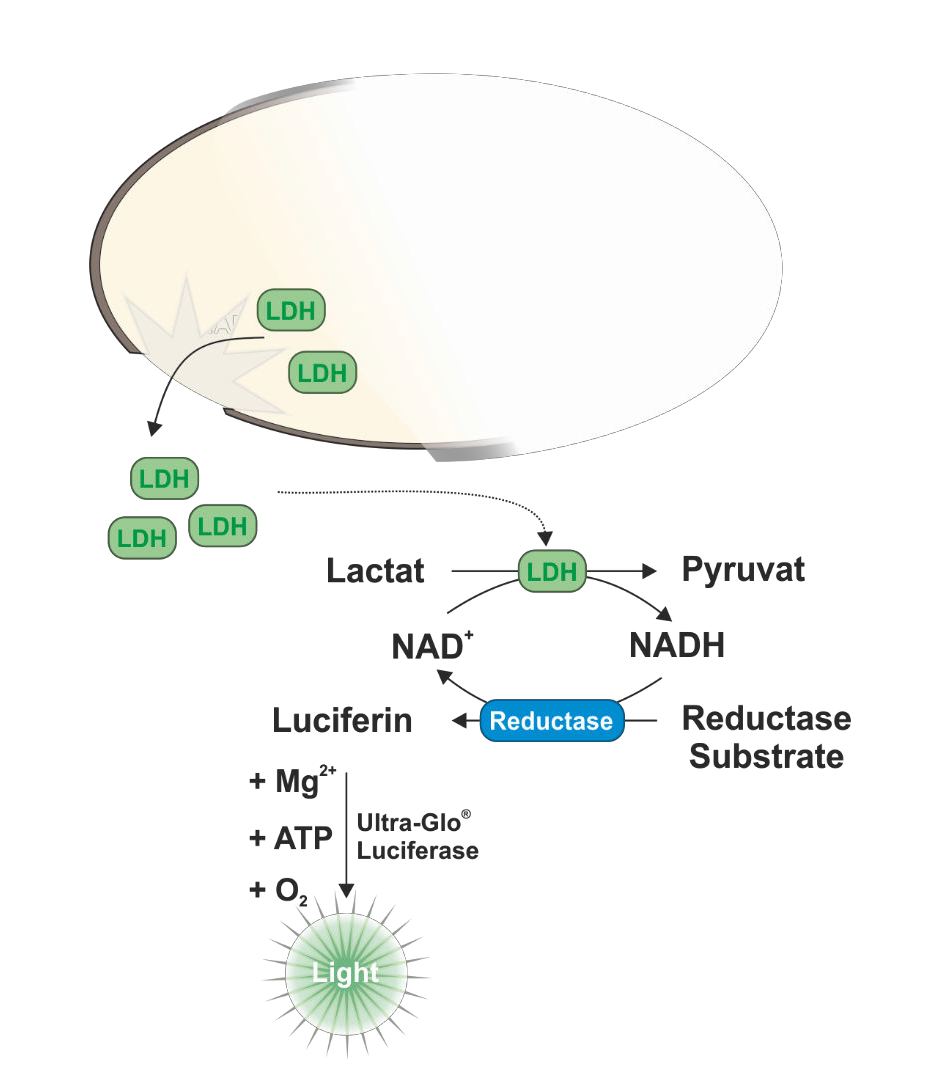 LDH
LDH
LDH
LDH
LDH
Lactat
LDH
Pyruvat
NAD⁺
NADH
Luciferin
Reductase
Reductase
Substrate
+ Mg²⁺
+ ATP
+ O₂
Ultra-Glo®
Luciferase
Light